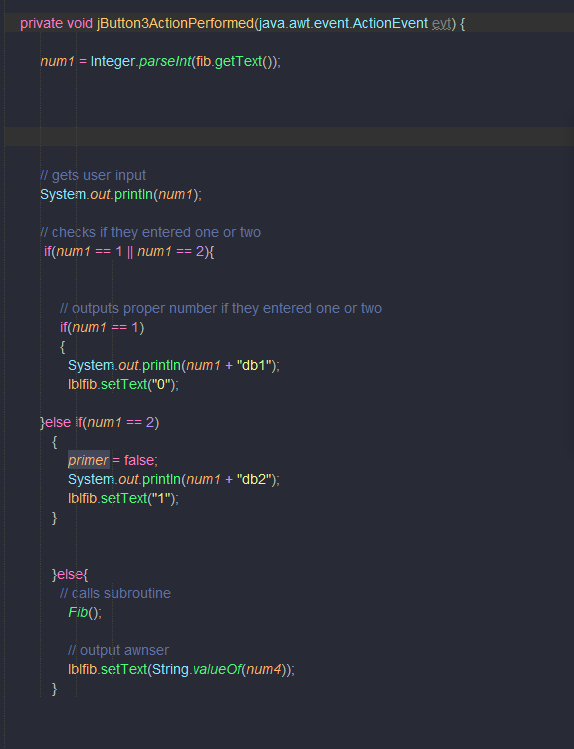 private void jButton3ActionPerformed(java.awt.event.ActionEvent evt) {
num1 = Integer.parseInt(fib.getText());
// gets user input
System.out.println(num1);
// checks if they entered one or two
if(num1 == 1 || num1 == 2){
// outputs proper number if they entered one or two
if(num1 == 1)
{
System.out.println(num1 + "db1");
lblfib.setText("0");
}else if(num1 == 2)
{
primer = false;
System.out.println(num1 + "db2");
lblfib.setText("1");
}
}else{
// calls subroutine
Fib();
// output awnser
lblfib.setText(String.valueOf(num4));
}